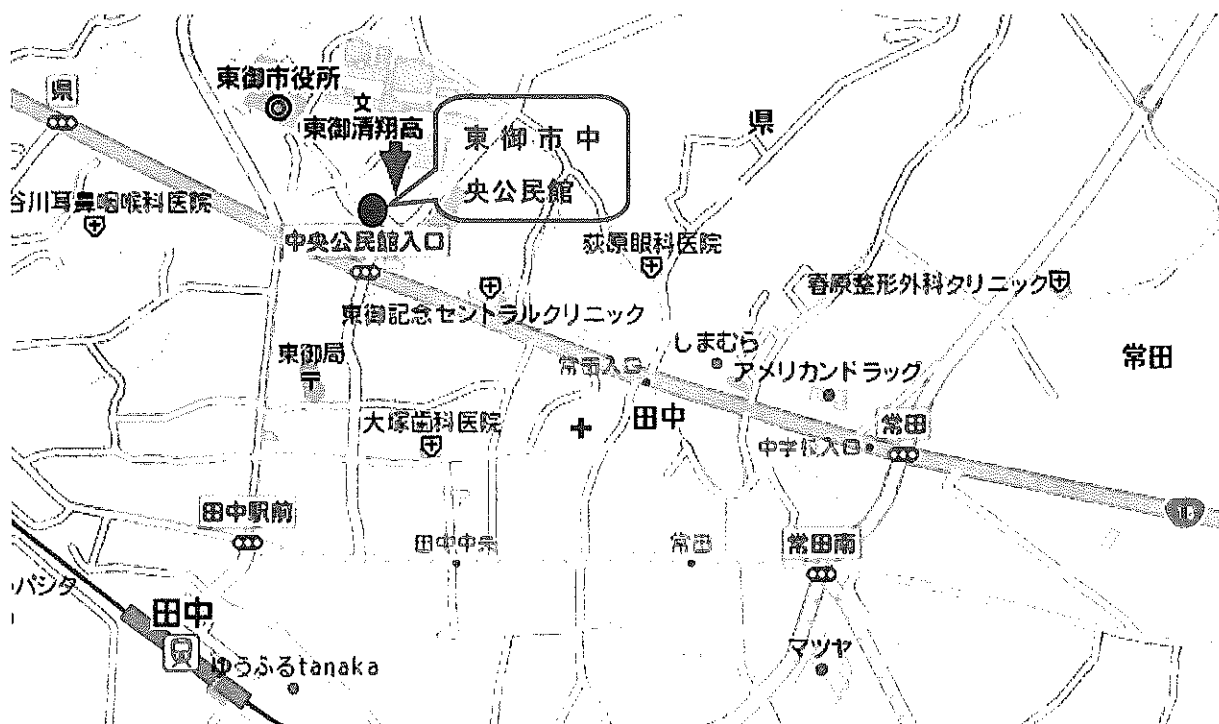 東御市役所
県
文
東御清翔高
東御市中
央公民館
県
谷川耳鼻咽喉科医院
中央公民館入口
荻原眼科医院
春原整形外科クリニック
東御記念セントラルクリニック
しまむら
東御局
常田入口
アメリカンドラッグ
常田
大塚歯科医院
田中
常田
中学校入口
18
田中駅前
田中中央
常田
常田南
パシタ
田中
マツヤ
ゆうふるtanaka